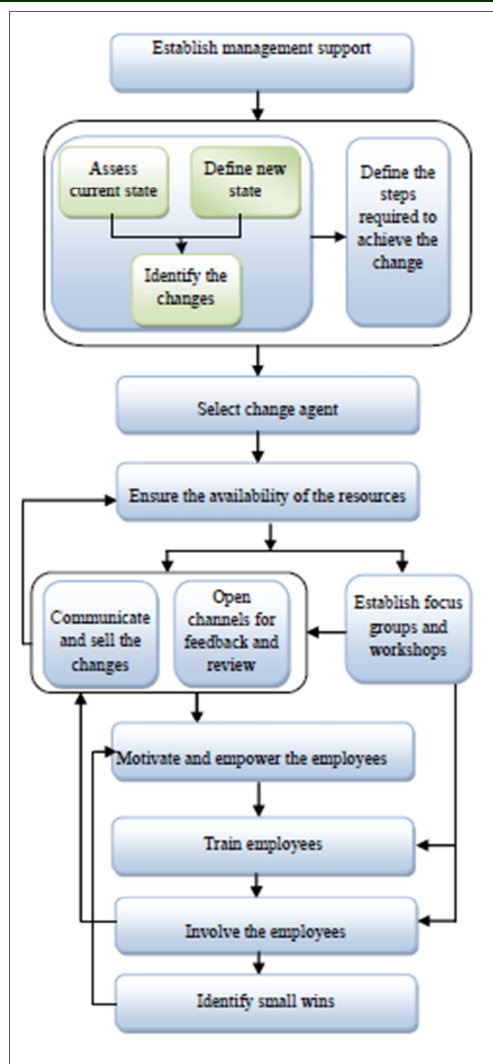 Establish management support
Assess
current state
Define new
state
Identify the
changes
Define the
steps
required to
achieve the
change
Select change agent
Ensure the availability of the resources
Communicate
and sell the
changes
Open
channels for
feedback and
review
Establish focus
groups and
workshops
Motivate and empower the employees
Train employees
Involve the employees
Identify small wins